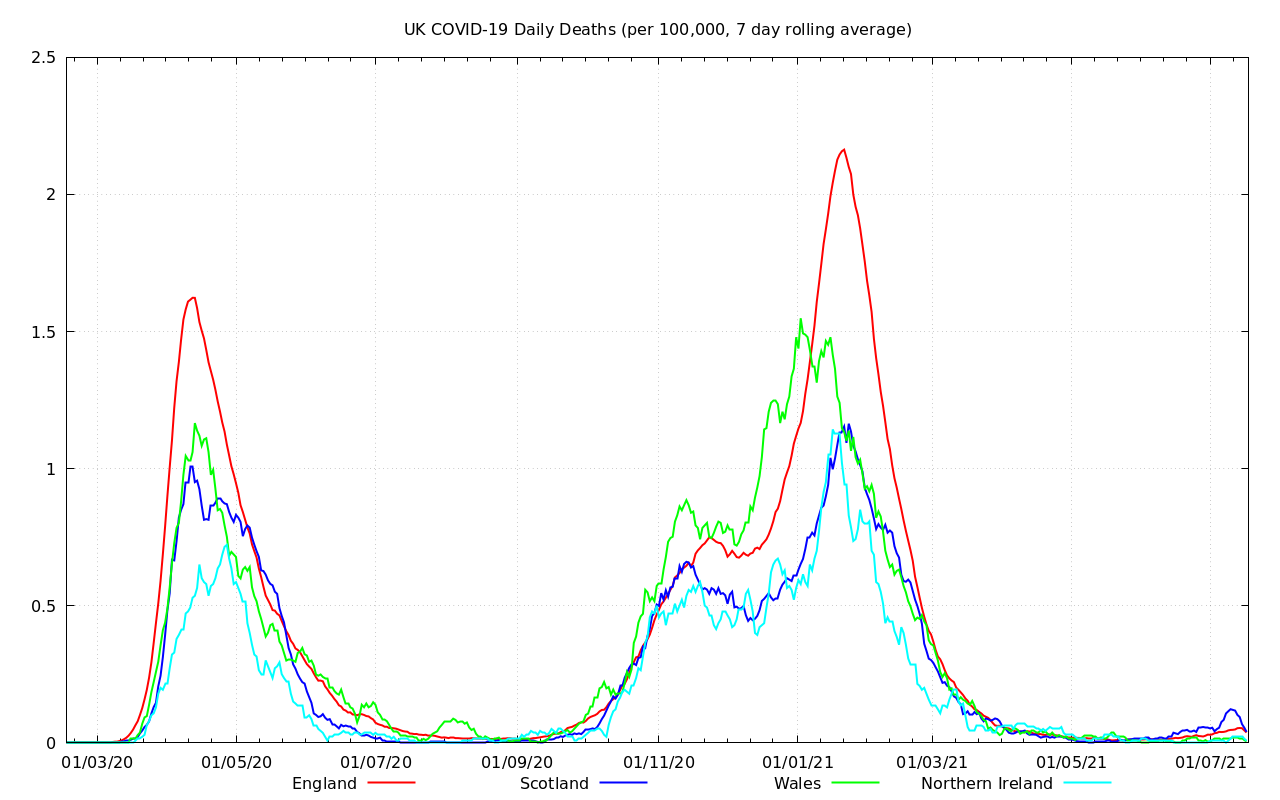 UK COVID-19 Daily Deaths (per 100,000, 7 day rolling average)
2.5
2
1.5
1
0.5
0
01/03/20 01/05/20 01/07/20 01/09/20 01/11/20 01/01/21 01/03/21 01/05/21 01/07/21
England Scotland Wales Northern Ireland